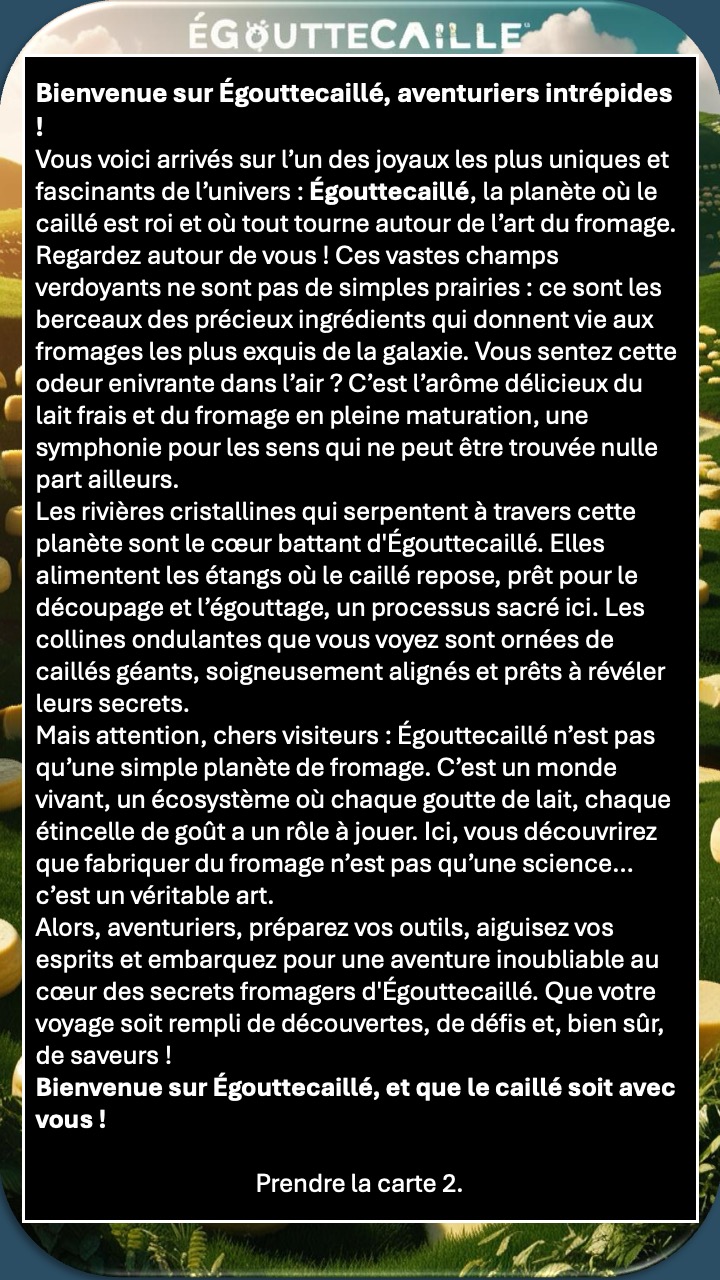 ÉGOUTTECAILLÉ
Bienvenue sur Égouttecaillé, aventuriers intrépides
!
Vous voici arrivés sur l’un des joyaux les plus uniques et
fascinants de l’univers : Égouttecaillé, la planète où le
caillé est roi et où tout tourne autour de l’art du fromage.
Regardez autour de vous ! Ces vastes champs
verdoyants ne sont pas de simples prairies : ce sont les
berceaux des précieux ingrédients qui donnent vie aux
fromages les plus exquis de la galaxie. Vous sentez cette
odeur enivrante dans l’air ? C’est l’arôme délicieux du
lait frais et du fromage en pleine maturation, une
symphonie pour les sens qui ne peut être trouvée nulle
part ailleurs.
Les rivières cristallines qui serpentent à travers cette
planète sont le cœur battant d'Égouttecaillé. Elles
alimentent les étangs où le caillé repose, prêt pour le
découpage et l’égouttage, un processus sacré ici. Les
collines ondulantes que vous voyez sont ornées de
caillés géants, soigneusement alignés et prêts à révéler
leurs secrets.
Mais attention, chers visiteurs : Égouttecaillé n’est pas
qu’une simple planète de fromage. C’est un monde
vivant, un écosystème où chaque goutte de lait, chaque
étincelle de goût a un rôle à jouer. Ici, vous découvrirez
que fabriquer du fromage n’est pas qu’une science…
c’est un véritable art.
Alors, aventuriers, préparez vos outils, aiguisez vos
esprits et embarquez pour une aventure inoubliable au
cœur des secrets fromagers d'Égouttecaillé. Que votre
voyage soit rempli de découvertes, de défis et, bien sûr,
de saveurs !
Bienvenue sur Égouttecaillé, et que le caillé soit avec
vous !
Prendre la carte 2.